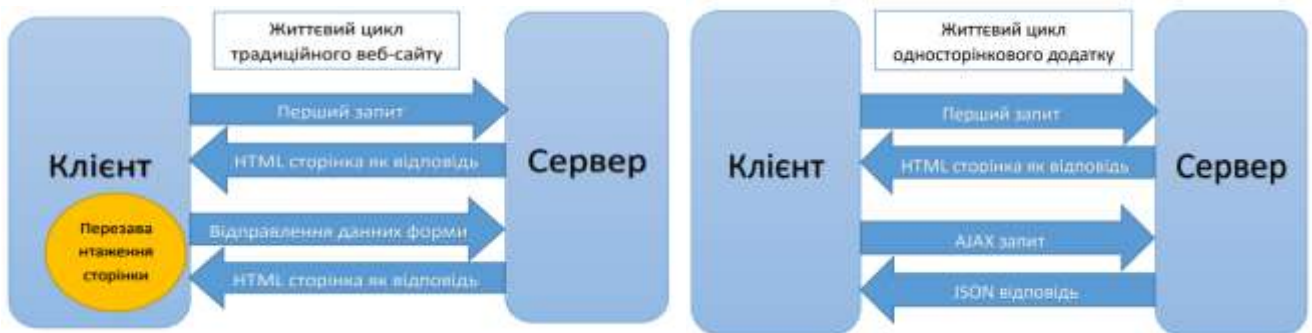 Життєвий цикл
традиційного веб-сайту
Перший запит
HTML сторінка як відповідь
Клієнт
Сервер
Перезава
нтаження
сторінки
Відправлення данних форми
HTML сторінка як відповідь
Життєвий цикл
односторінкового додатку
Перший запит
HTML сторінка як відповідь
Клієнт
Сервер
AJAX запит
JSON відповідь